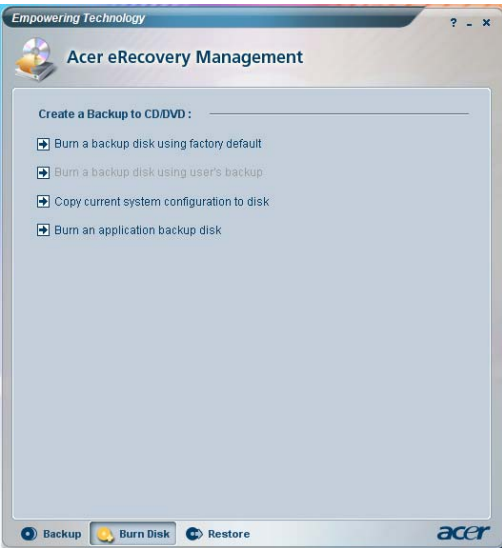 Empowering Technology
? - ×
Acer eRecovery Management
Create a Backup to CD/DVD :
Burn a backup disk using factory default
Burn a backup disk using user's backup
Copy current system configuration to disk
Burn an application backup disk
Backup Burn Disk Restore acer